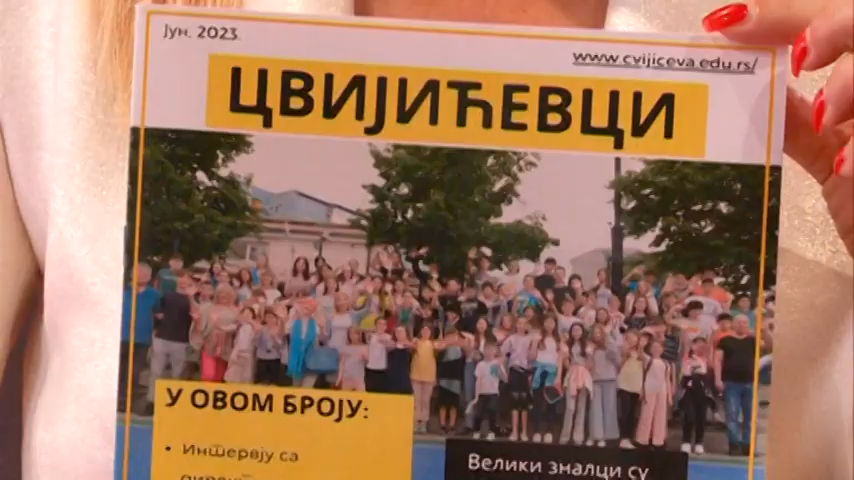 Јун. 2023.
www.cvijiceva.edu.rs/
ЦВИЈИЋЕВЦИ
У ОВОМ БРОЈУ:
• Интервју са
Велики зналци су